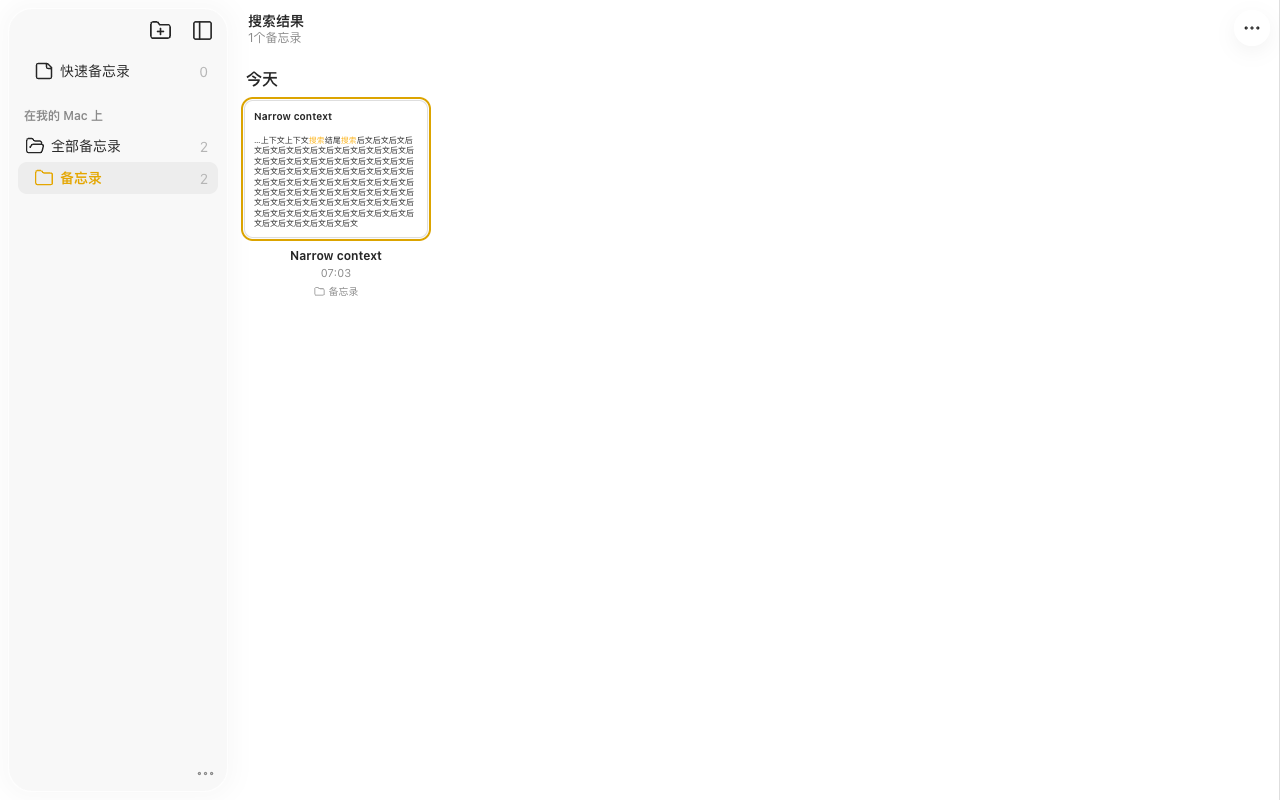 快速备忘录 0
在我的 Mac 上
全部备忘录 2
备忘录 2
搜索结果
1个备忘录
今天
Narrow context
...上下文上下文搜索结尾搜索后文后文后文后
文后文后文后文后文后文后文后文后文后文后
文后文后文后文后文后文后文后文后文后文后
文后文后文后文后文后文后文后文后文后文后
文后文后文后文后文后文后文后文后文后文后
文后文后文后文后文后文后文后文后文后文后
文后文后文后文后文后文后文后文后文后文后
文后文后文后文后文后文后文后文后文后文后
文后文后文后文后文后文后文
Narrow context
07:03
备忘录